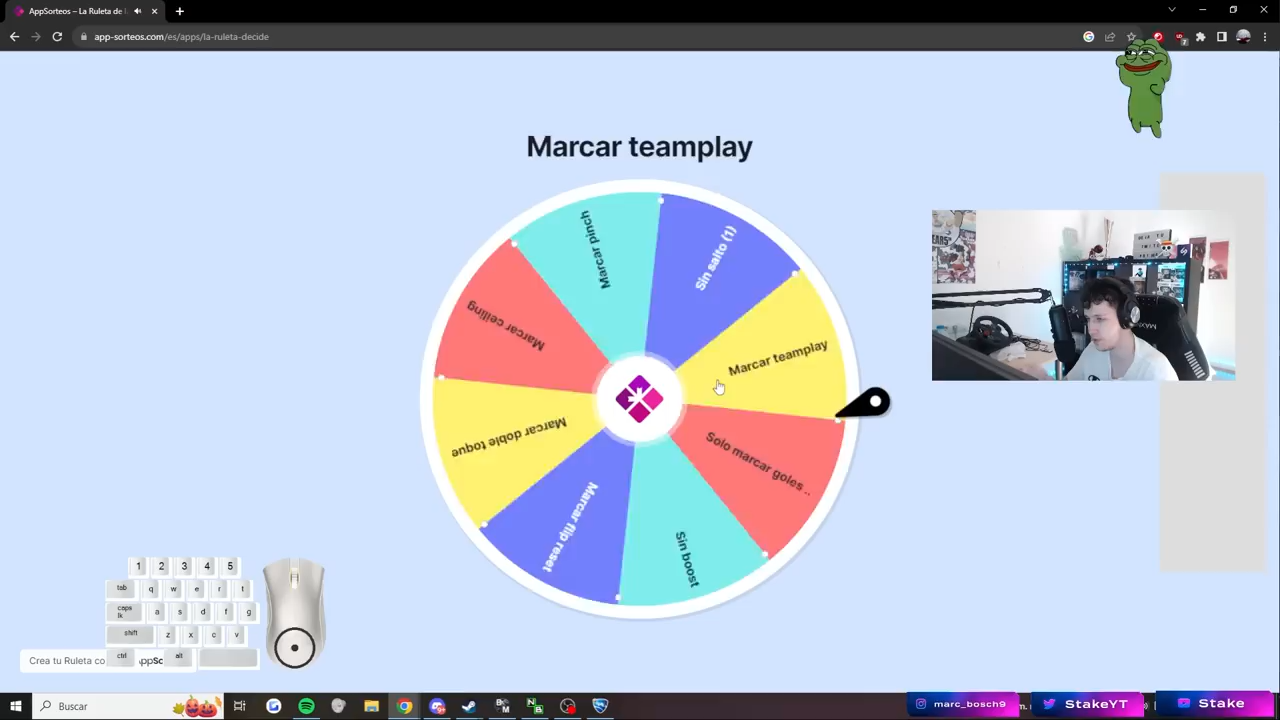 AppSorteos – La Ruleta de
app-sorteos.com/es/apps/la-ruleta-decide
Marcar teamplay
Marcar pinch
Sin salto (1)
Marcar ceiling
Marcar teamplay
Marcar doble toque
Solo marcar goles ..
Marcar flip reset
Sin boost
1 2 3 4 5
tab q w e r t
caps lk a s d f g
shift z x c v
ctrl alt
Crea tu Ruleta co
Buscar
marc_bosch9
StakeYT
Stake